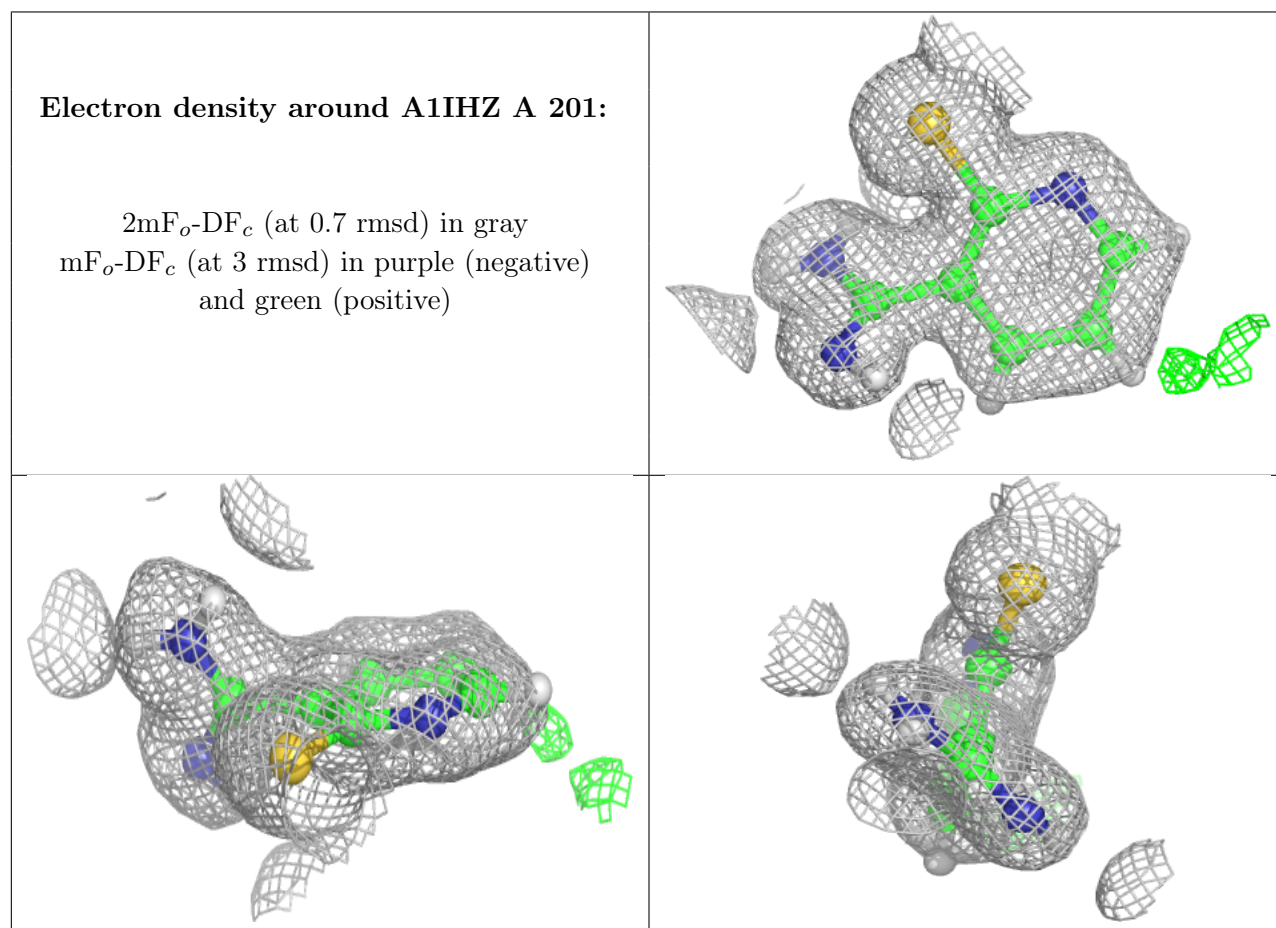 Electron density around A1IHZ A 201:
2mFo-DFc (at 0.7 rmsd) in gray
mFo-DFc (at 3 rmsd) in purple (negative)
and green (positive)